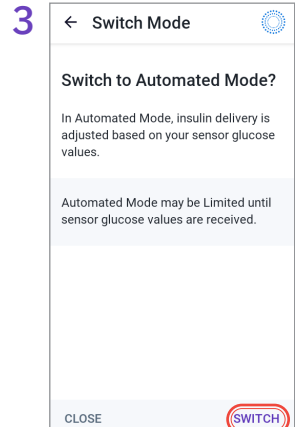 3
Switch Mode
Switch to Automated Mode?
In Automated Mode, insulin delivery is
adjusted based on your sensor glucose
values.
Automated Mode may be Limited until
sensor glucose values are received.
CLOSE
SWITCH